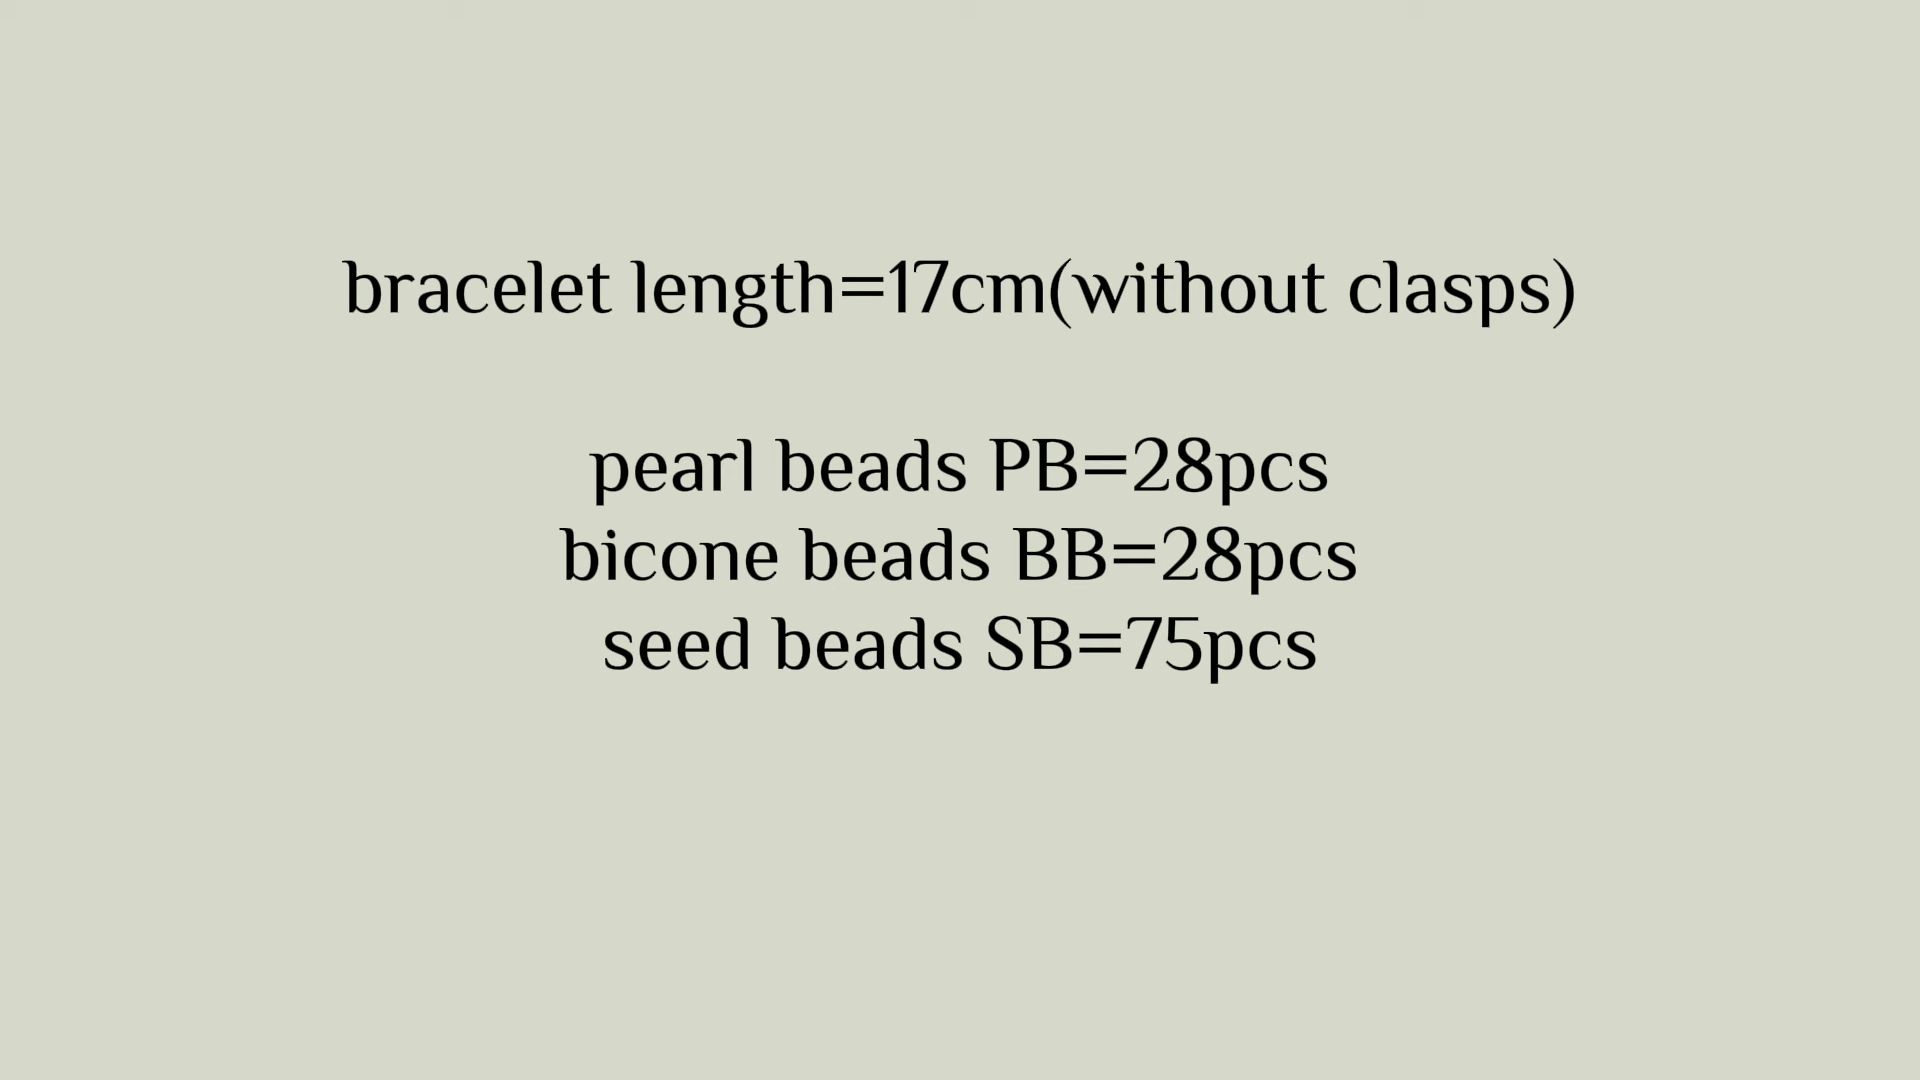 bracelet length=17cm(without clasps)
pearl beads PB=28pcs
bicone beads BB=28pcs
seed beads SB=75pcs